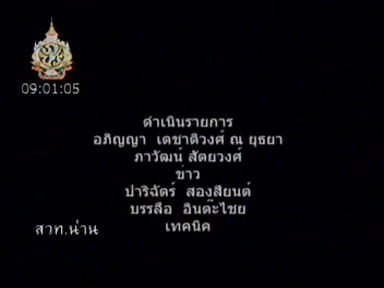 09:01:05
ดำเนินรายการ
อภิญญา เดชาติวงศ์ ณ ยุธยา
ภาวัฒน์ สัตยวงศ์
ข่าว
ปาริฉัตร์ สองสียนต์
บรรลือ อินต๊ะไชย
สวท.น่าน
เทคนิค